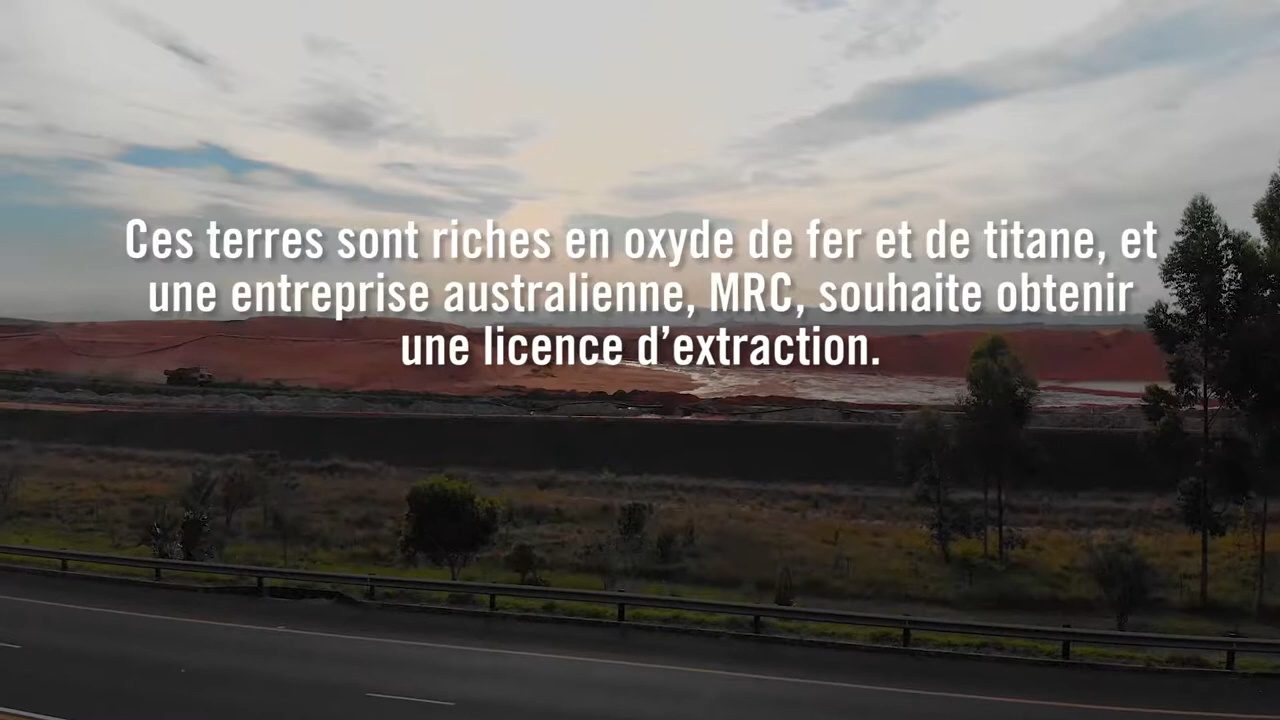 Ces terres sont riches en oxyde de fer et de titane, et
une entreprise australienne, MRC, souhaite obtenir
une licence d’extraction.